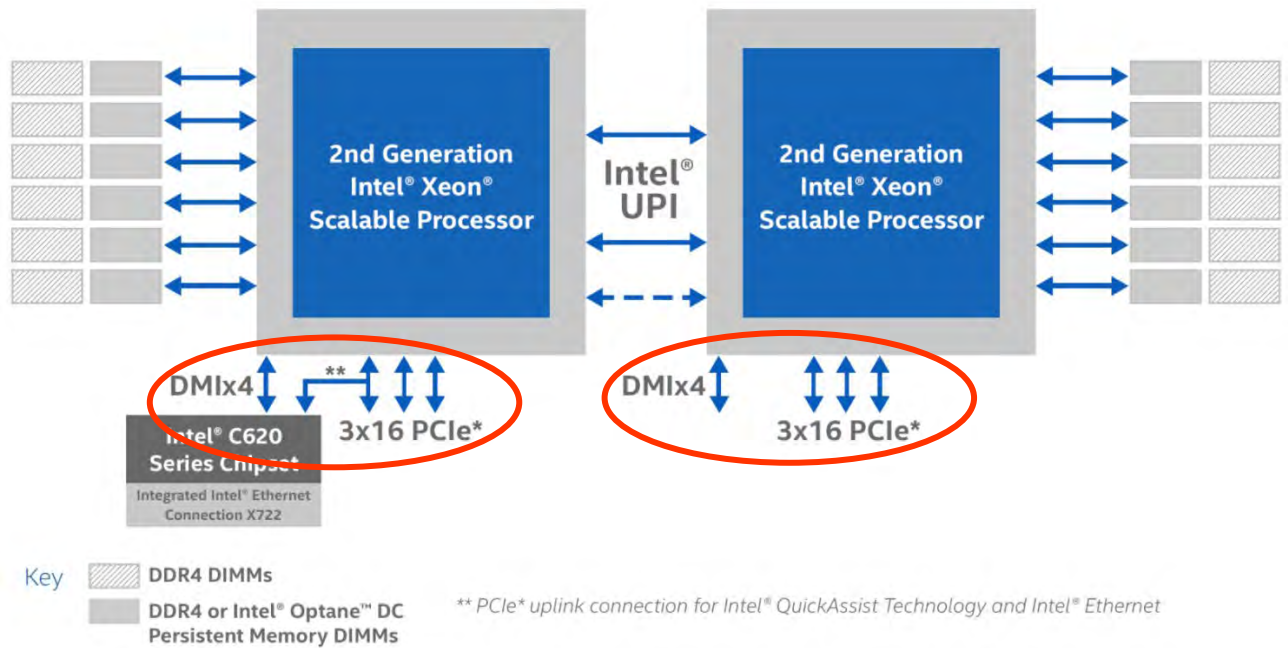 2nd Generation
Intel® Xeon®
Scalable Processor
Intel®
UPI
2nd Generation
Intel® Xeon®
Scalable Processor
DMIx4
**
3x16 PCIe*
DMIx4
3x16 PCIe*
Intel® C620
Series Chipset
Integrated Intel® Ethernet
Connection X722
Key
DDR4 DIMMs
DDR4 or Intel® Optane™ DC
Persistent Memory DIMMs
** PCIe* uplink connection for Intel® QuickAssist Technology and Intel® Ethernet